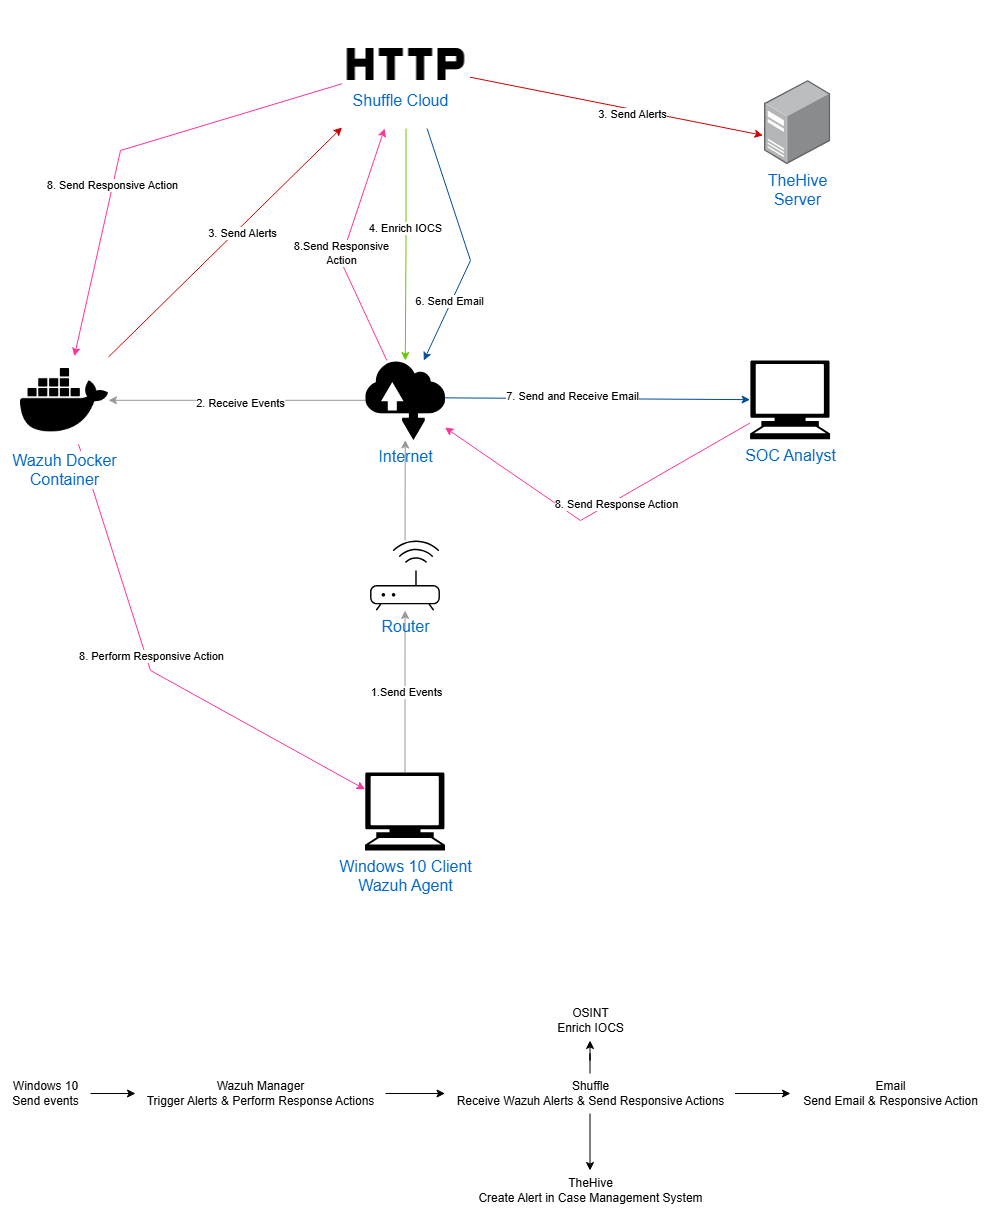 HTTP
Shuffle Cloud
3. Send Alerts
TheHive
Server
8. Send Responsive Action
3. Send Alerts
4. Enrich IOCS
8.Send Responsive
Action
6. Send Email
2. Receive Events
7. Send and Receive Email
Wazuh Docker
Container
Internet
SOC Analyst
8. Send Response Action
Router
8. Perform Responsive Action
1.Send Events
Windows 10 Client
Wazuh Agent
OSINT
Enrich IOCS
Windows 10
Send events
Wazuh Manager
Trigger Alerts & Perform Response Actions
Shuffle
Receive Wazuh Alerts & Send Responsive Actions
Email
Send Email & Responsive Action
TheHive
Create Alert in Case Management System